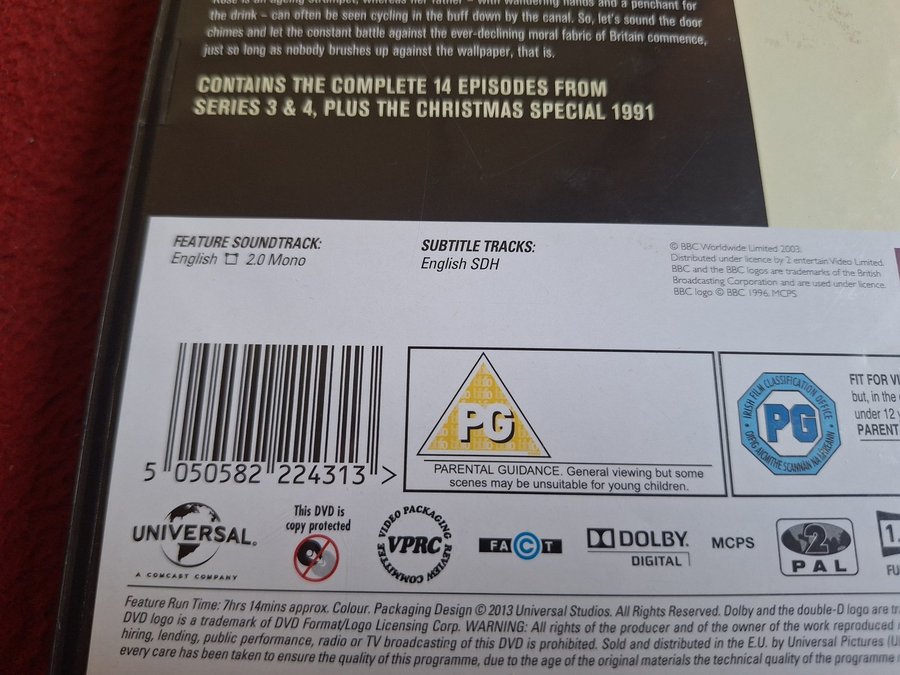 Rose is an ageing strumpet, whereas her father – with wandering hands and a penchant for
the drink – can often be seen cycling in the buff down by the canal. So, let's sound the door
chimes and let the constant battle against the ever-declining moral fabric of Britain commence,
just so long as nobody brushes up against the wallpaper, that is.
CONTAINS THE COMPLETE 14 EPISODES FROM
SERIES 3 & 4, PLUS THE CHRISTMAS SPECIAL 1991
FEATURE SOUNDTRACK:
English 2.0 Mono
SUBTITLE TRACKS:
English SDH
© BBC Worldwide Limited 2003.
Distributed under licence by 2 entertain Video Limited.
BBC and the BBC logos are trademarks of the British
Broadcasting Corporation and are used under licence.
BBC logo © BBC 1996, MCPS
5 050582 224313 >
PG
PARENTAL GUIDANCE. General viewing but some
scenes may be unsuitable for young children.
IRISH FILM CLASSIFICATION OFFICE
PG
OIFIG AICMITHE SCANNÁN NA hÉIREANN
FIT FOR VI
but, in the
under 12 y
PARENT
UNIVERSAL
A COMCAST COMPANY
This DVD is
copy protected
VIDEO PACKAGING REVIEW COMMITTEE
VPRC
FACT
DOLBY
DIGITAL
MCPS
2
PAL
1.
FU
Feature Run Time: 7hrs 14mins approx. Colour. Packaging Design © 2013 Universal Studios. All Rights Reserved. Dolby and the double-D logo are tr
DVD logo is a trademark of DVD Format/Logo Licensing Corp. WARNING: All rights of the producer and of the owner of the work reproduced
hiring, lending, public performance, radio or TV broadcasting of this DVD is prohibited. Sold and distributed in the E.U. by Universal Pictures (U
every care has been taken to ensure the quality of this programme, due to the age of the original materials the technical quality of the programme